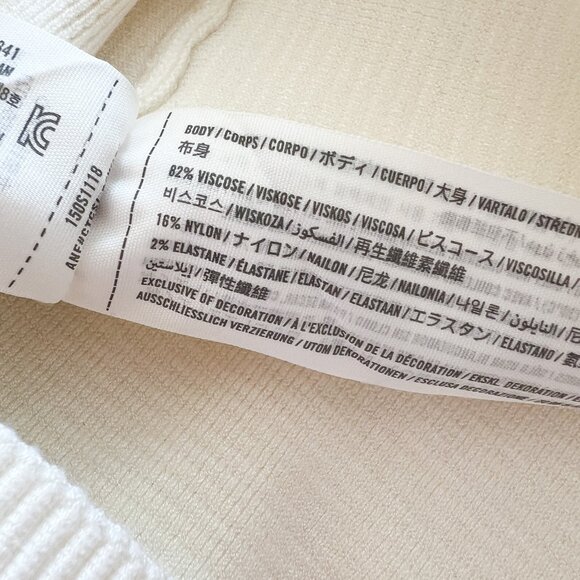 341
8호
150S1118
BODY / CORPS / CORPO / ボディ / CUERPO / 大身 / VARTALO /
布身
82% VISCOSE / VISKOSE / VISKOS / VISCOSA / ビスコース / VISCOSILLA /
비스코스 / WISKOZA / الفسكوز / 再生纖維素纖維
16% NYLON / ナイロン / NAILON / 尼龙 / NAILONIA / 나일론 / النايلون /
2% ELASTANE / ÉLASTANE / ELASTAN / ELASTAAN / エラスタン / ELASTANO /
إيلاستين / 彈性纖維
EXCLUSIVE OF DECORATION / À L'EXCLUSION DE LA DÉCORATION / EKSKL. DEKORATION /
AUSSCHLIESSLICH VERZIERUNG / UTOM DEKORATIONEN / ESCLUSA DECORAZIONE /